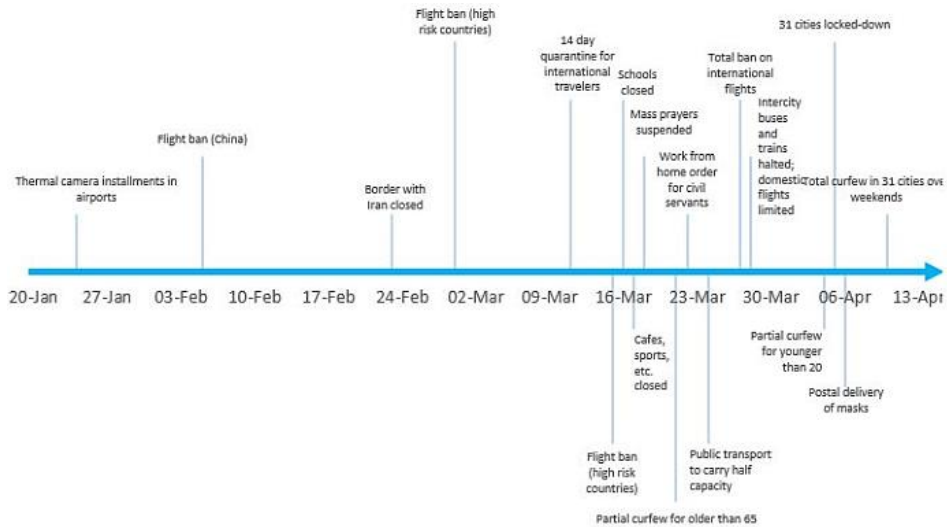 Flight ban (high
risk countries)
31 cities locked-down
14 day
quarantine for
international
travelers
Total ban on
international
flights
Schools
closed
Mass prayers
suspended
Intercity
buses
and
trains
halted;
domestic
flights
limited
Flight ban (China)
Work from
home order
for civil
servants
Thermal camera installments in
airports
Border with
Iran closed
Total curfew in 31 cities ove
weekends
20-Jan 27-Jan 03-Feb 10-Feb 17-Feb 24-Feb 02-Mar 09-Mar 16-Mar 23-Mar 30-Mar 06-Apr 13-Apr
Cafes,
sports,
etc.
closed
Partial curfew
for younger
than 20
Postal delivery
of masks
Flight ban
(high risk
countries)
Public transport
to carry half
capacity
Partial curfew for older than 65